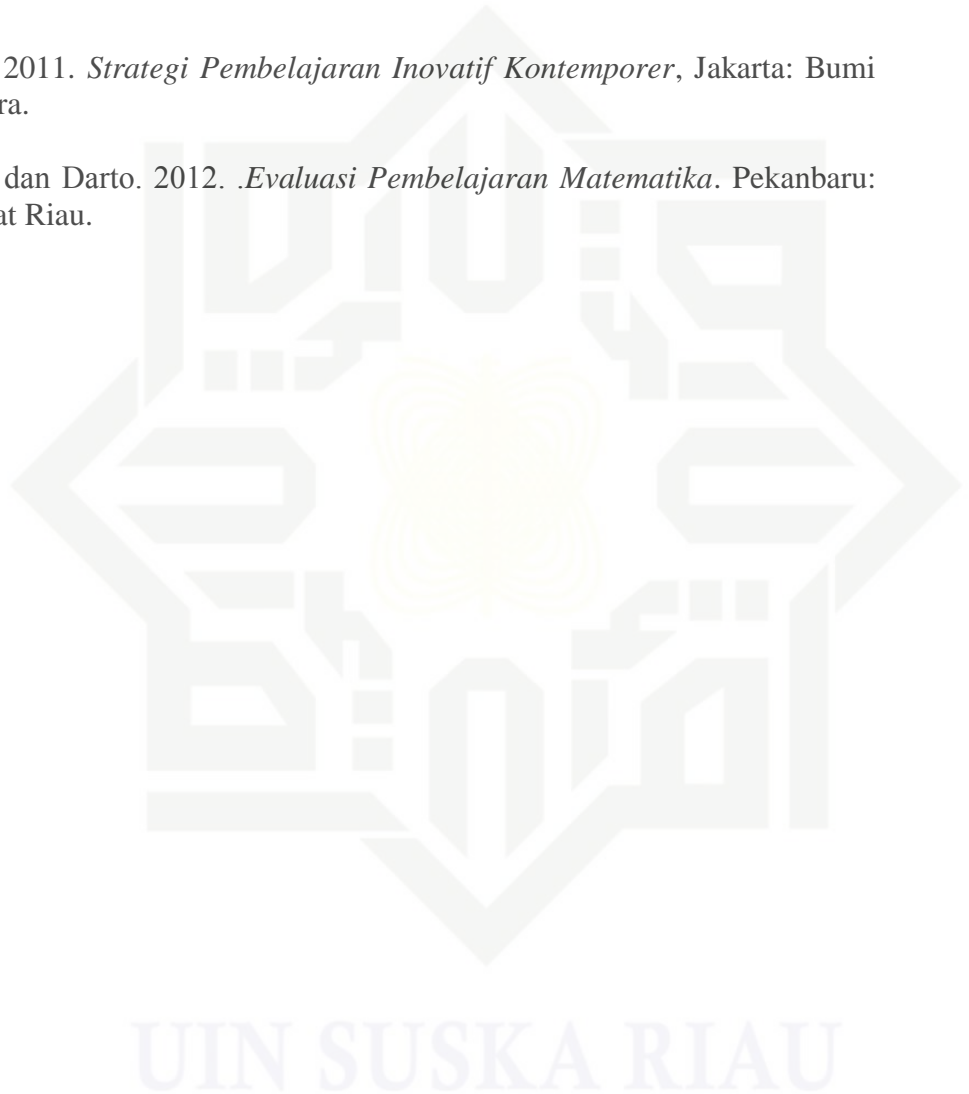 2011. Strategi Pembelajaran Inovatif Kontemporer, Jakarta: Bumi
ra.
dan Darto. 2012. .Evaluasi Pembelajaran Matematika. Pekanbaru:
at Riau.
UIN SUSKA RIAU